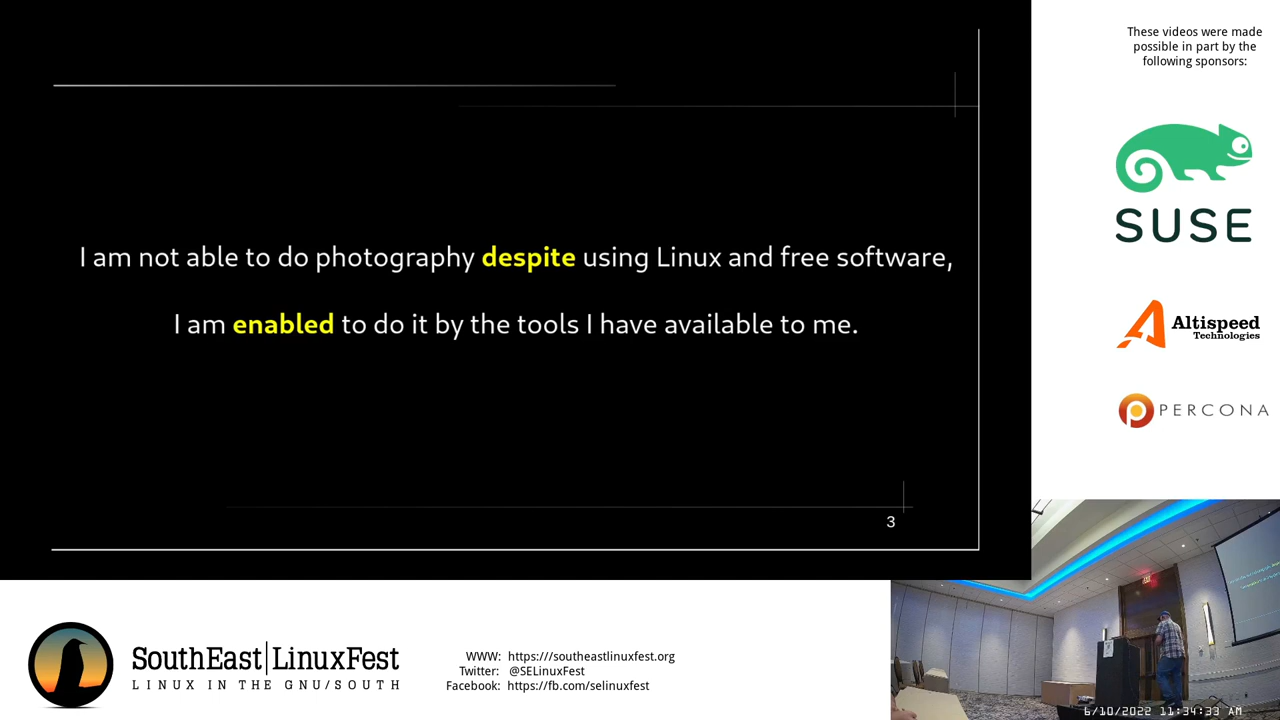 These videos were made
possible in part by the
following sponsors:
I am not able to do photography despite using Linux and free software,
I am enabled to do it by the tools I have available to me.
3
SUSE
Altispeed
Technologies
PERCONA
SouthEast|LinuxFest
LINUX IN THE GNU/SOUTH
WWW: https:///southeastlinuxfest.org
Twitter: @SELinuxFest
Facebook: https://fb.com/selinuxfest
6/10/2022 11:34:33 AM